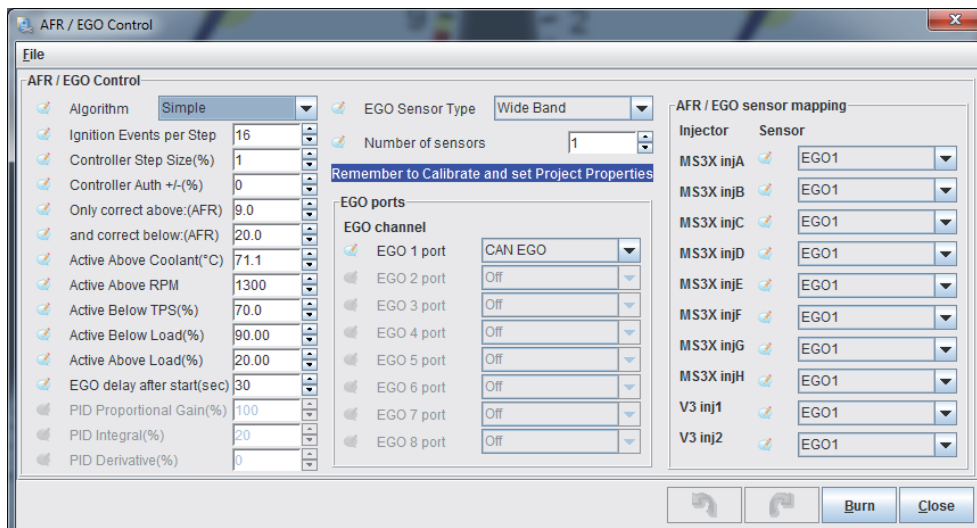 AFR / EGO Control
File
AFR / EGO Control
Algorithm Simple
Ignition Events per Step 16
Controller Step Size(%) 1
Controller Auth +/-(%) 0
Only correct above:(AFR) 9.0
and correct below:(AFR) 20.0
Active Above Coolant(°C) 71.1
Active Above RPM 1300
Active Below TPS(%) 70.0
Active Below Load(%) 90.00
Active Above Load(%) 20.00
EGO delay after start(sec) 30
PID Proportional Gain(%) 100
PID Integral(%) 20
PID Derivative(%) 0
EGO Sensor Type Wide Band
Number of sensors 1
Remember to Calibrate and set Project Properties
EGO ports
EGO channel
EGO 1 port CAN EGO
EGO 2 port Off
EGO 3 port Off
EGO 4 port Off
EGO 5 port Off
EGO 6 port Off
EGO 7 port Off
EGO 8 port Off
AFR / EGO sensor mapping
Injector Sensor
MS3X injA EGO1
MS3X injB EGO1
MS3X injC EGO1
MS3X injD EGO1
MS3X injE EGO1
MS3X injF EGO1
MS3X injG EGO1
MS3X injH EGO1
V3 inj1 EGO1
V3 inj2 EGO1
Burn Close